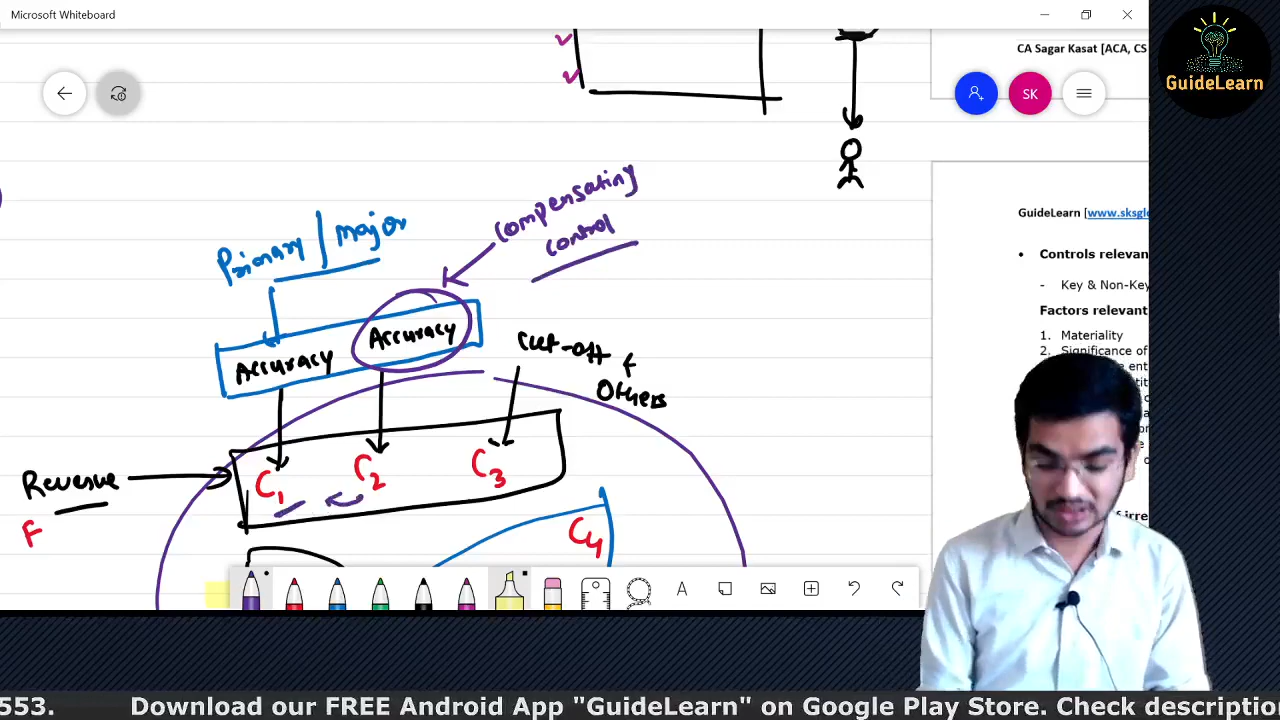 Microsoft Whiteboard
GuideLearn
CA Sagar Kasat [ACA, CS
SK
GuideLearn [www.sksglo
Controls relevan
- Key & Non-Key
Factors relevant
1. Materiality
2. Significance of
compensating
control
Primary / major
Accuracy
Accuracy
cut-off &
Others
Revenue
C1
C2
C3
F
C4
A
553.
Download our FREE Android App "GuideLearn" on Google Play Store. Check description